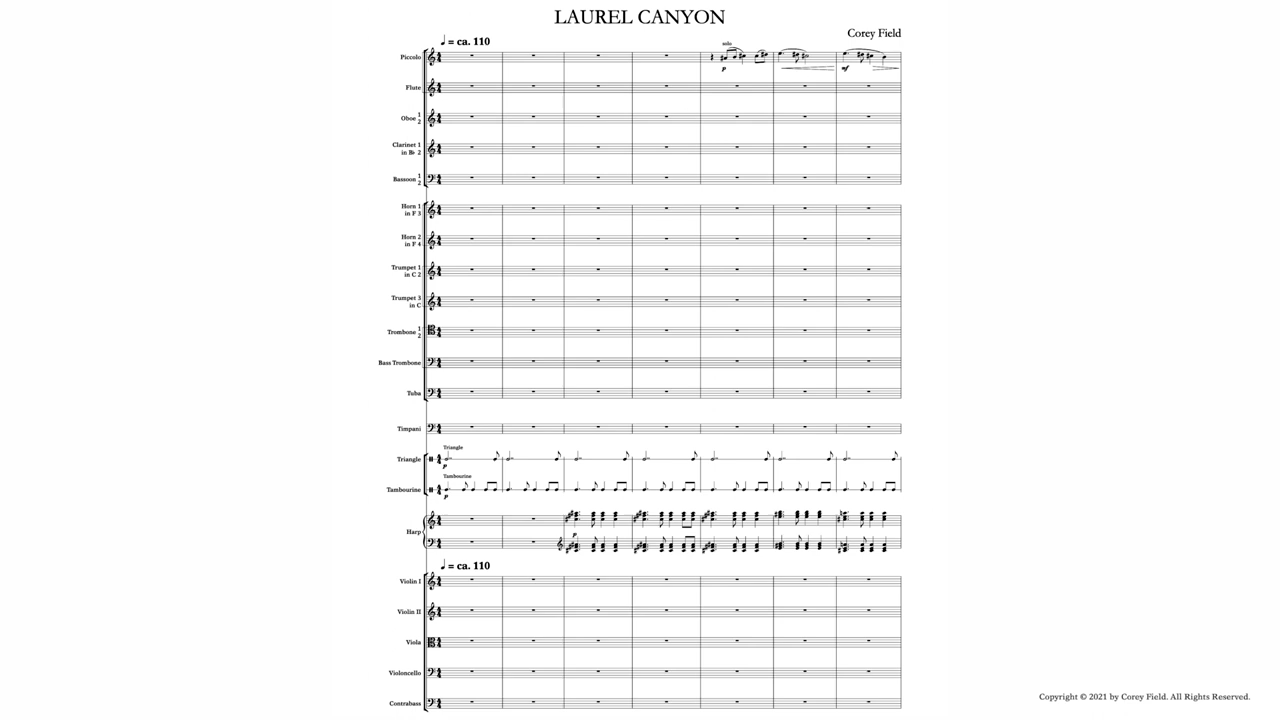 LAUREL CANYON
Corey Field
♩ = ca. 110
Piccolo
solo
p
mf
Flute
Oboe 1
2
Clarinet 1
in B♭ 2
Bassoon 1
2
Horn 1
in F 3
Horn 2
in F 4
Trumpet 1
in C 2
Trumpet 3
in C
Trombone 1
2
Bass Trombone
Tuba
Timpani
Triangle
Triangle
p
Tambourine
Tambourine
p
Harp
p
♩ = ca. 110
Violin I
Violin II
Viola
Violoncello
Contrabass
Copyright © 2021 by Corey Field. All Rights Reserved.